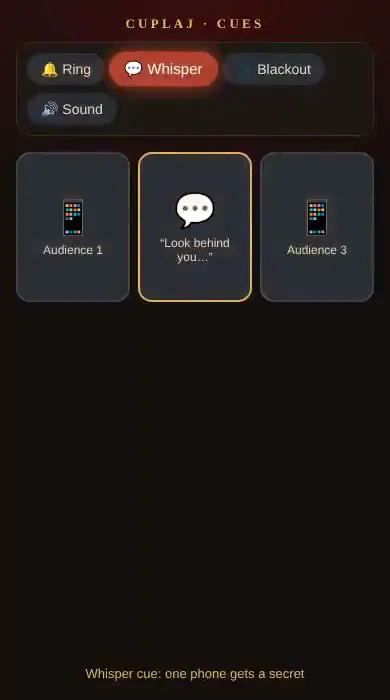 CUPLAJ · CUES
🔔 Ring
💬 Whisper
Blackout
🔊 Sound
Audience 1
“Look behind
you…”
Audience 3
Whisper cue: one phone gets a secret